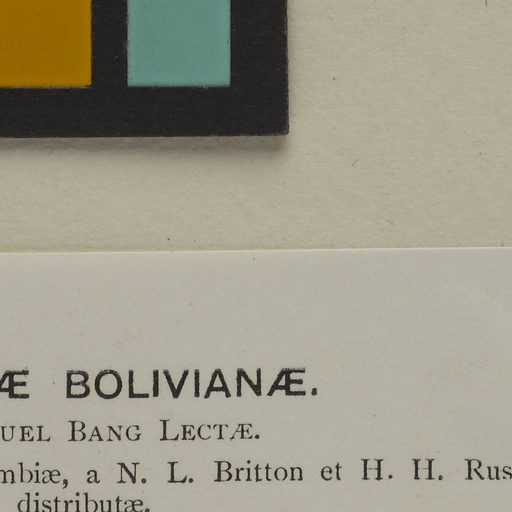 Æ BOLIVIANÆ.
UEL BANG LECTÆ.
mbiæ, a N. L. Britton et H. H. Rus
distributæ.